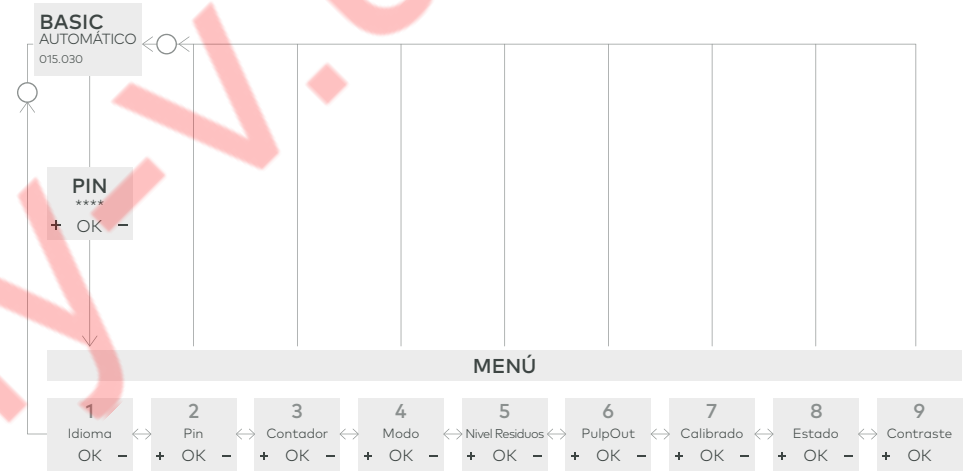 BASIC
AUTOMÁTICO
015.030
PIN
****
+ OK −
MENÚ
1 2 3 4 5 6 7 8 9
Idioma Pin Contador Modo Nivel Residuos PulpOut Calibrado Estado Contraste
OK − + OK − + OK − + OK − + OK − + OK − + OK − + OK − + OK